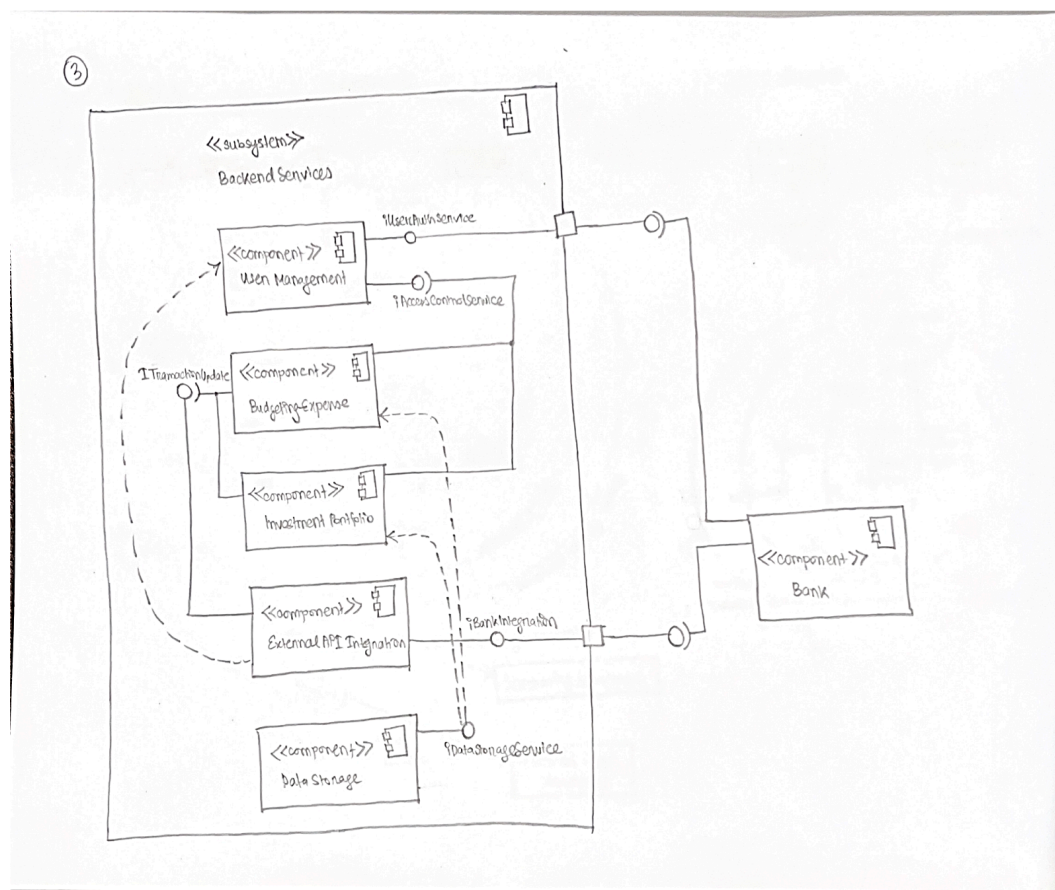 3
<<subsystem>>
Backend Services
iUserAuthService
<<component>>
User Management
iAccessControlService
ITransactionUpdate
<<component>>
Budgeting-Expense
<<component>>
Investment Portfolio
<<component>>
External API Integration
iBankIntegration
<<component>>
Bank
<<component>>
Data Storage
iDataStorageService